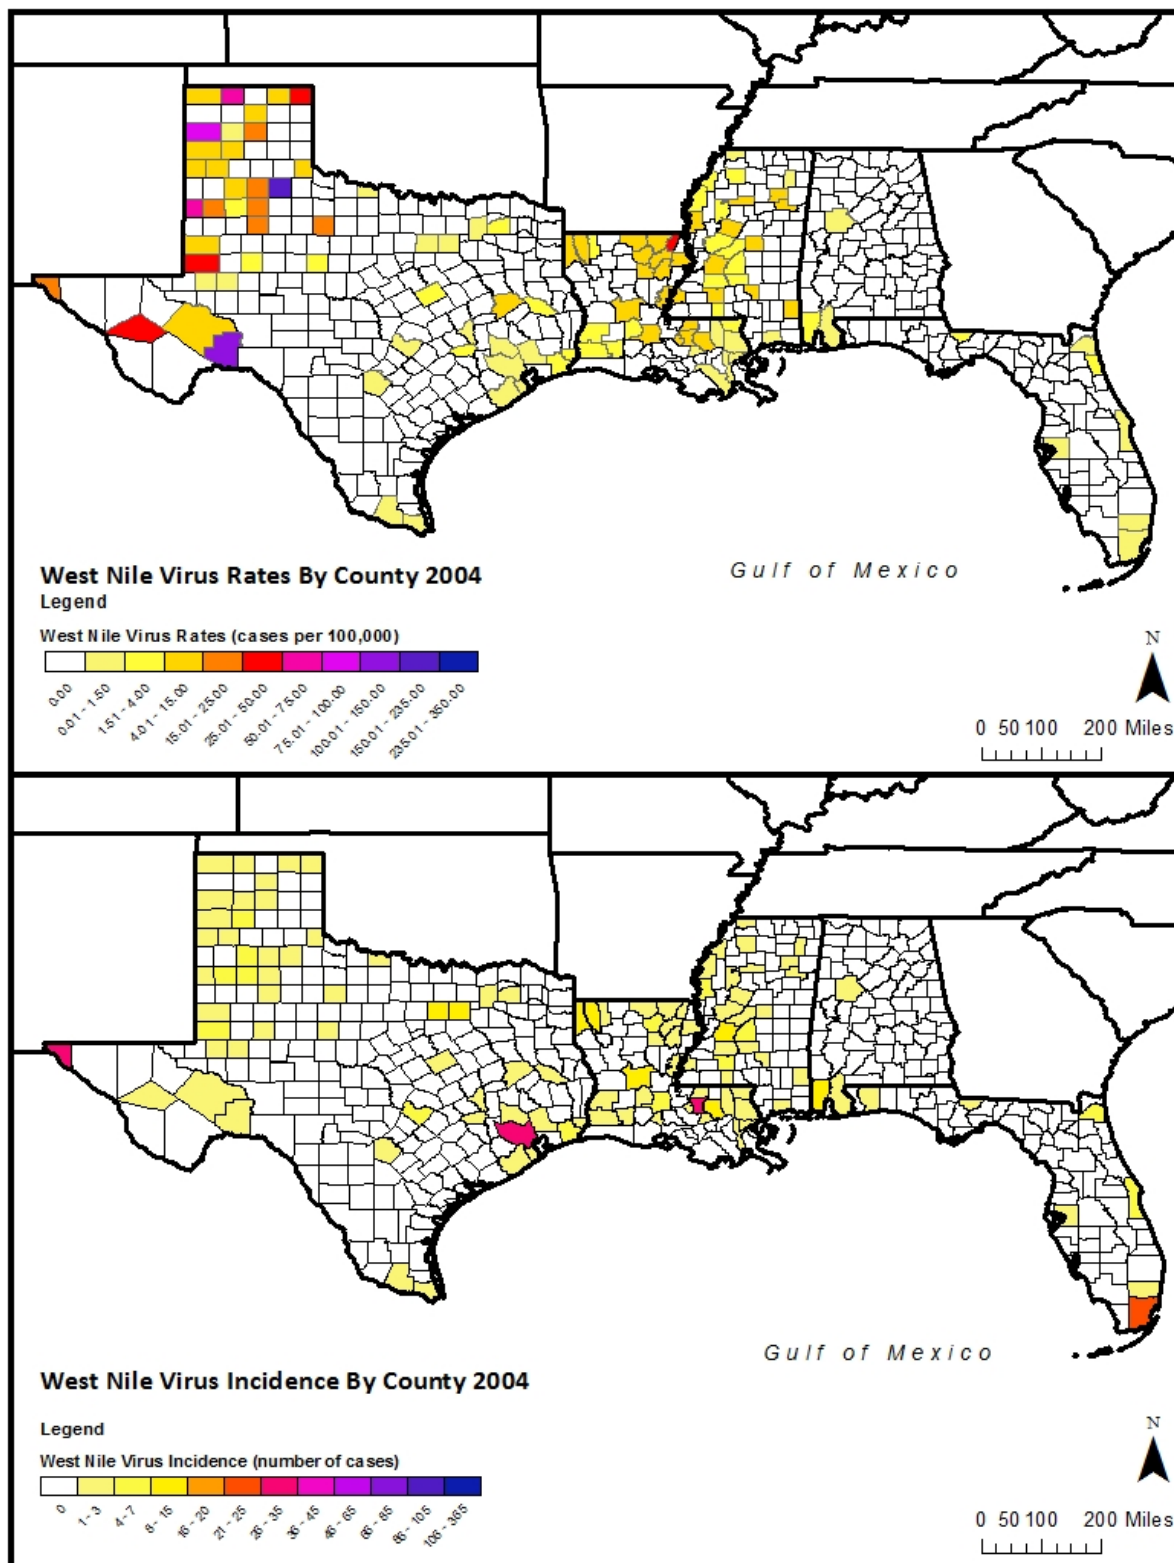 Gulf of Mexico
West Nile Virus Rates By County 2004
Legend
West Nile Virus Rates (cases per 100,000)
0.00
0.01 - 1.50
1.51 - 4.00
4.01 - 15.00
15.01 - 25.00
25.01 - 50.00
50.01 - 75.00
75.01 - 100.00
100.01 - 150.00
150.01 - 235.00
235.01 - 350.00
N
0 50 100 200 Miles
Gulf of Mexico
West Nile Virus Incidence By County 2004
Legend
West Nile Virus Incidence (number of cases)
0
1 - 3
4 - 7
8 - 15
16 - 20
21 - 25
26 - 35
36 - 45
46 - 65
66 - 85
86 - 105
106 - 365
N
0 50 100 200 Miles